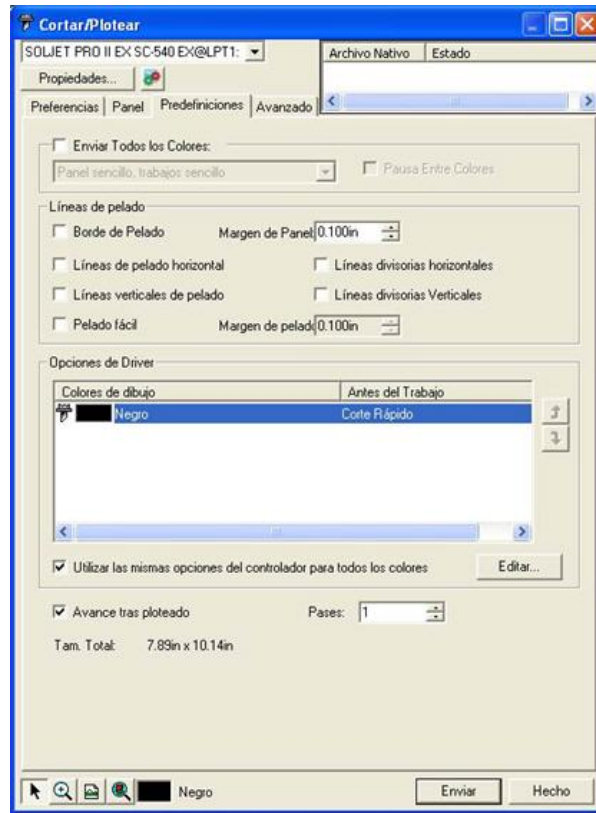 Cortar/Plotear
SOLJET PRO II EX SC-540 EX@LPT1:
Archivo Nativo Estado
Propiedades...
Preferencias Panel Predefiniciones Avanzado
Enviar Todos los Colores:
Panel sencillo, trabajos sencillo
Pausa Entre Colores
Líneas de pelado
Borde de Pelado Margen de Panel: 0.100in
Líneas de pelado horizontal Líneas divisorias horizontales
Líneas verticales de pelado Líneas divisorias Verticales
Pelado fácil Margen de pelado 0.100in
Opciones de Driver
Colores de dibujo Antes del Trabajo
Negro Corte Rápido
Utilizar las mismas opciones del controlador para todos los colores Editar...
Avance tras ploteado Pases: 1
Tam. Total: 7.89in x 10.14in
Negro Enviar Hecho